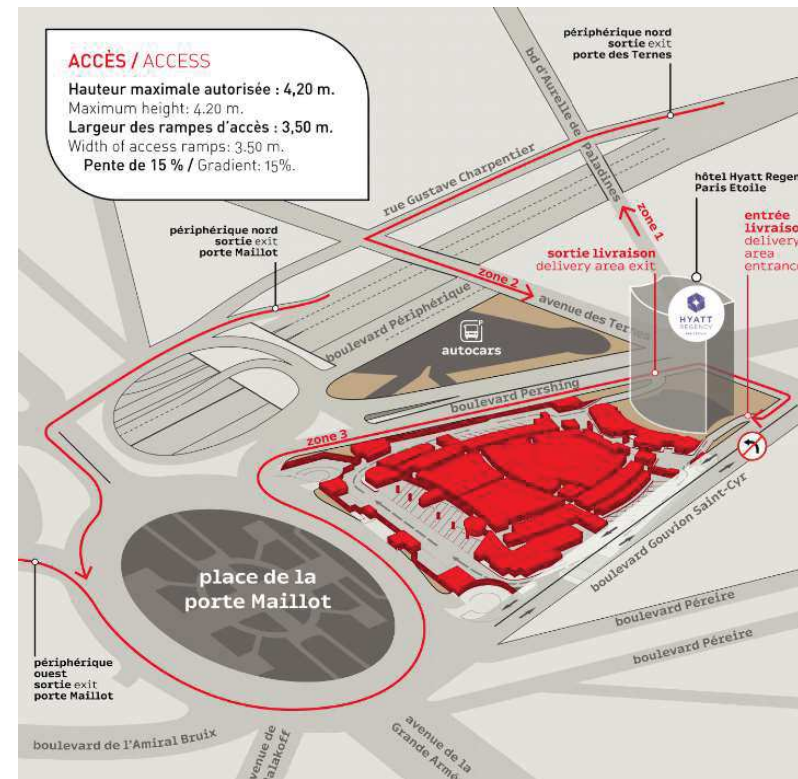 ACCÈS / ACCESS
Hauteur maximale autorisée : 4,20 m.
Maximum height: 4.20 m.
Largeur des rampes d'accès : 3,50 m.
Width of access ramps: 3.50 m.
Pente de 15 % / Gradient: 15%.
périphérique nord
sortie exit
porte des Ternes
bd d'Aurelle de
Paladines
rue Gustave Charpentier
hôtel Hyatt Regen
Paris Etoile
périphérique nord
sortie exit
porte Maillot
zone 1
entrée
livraiso
delivery
area
entrance
sortie livraison
delivery area exit
zone 2
avenue des Ternes
boulevard Périphérique
HYATT
REGENCY
autocars
boulevard Pershing
zone 3
boulevard Gouvion Saint-Cyr
place de la
porte Maillot
boulevard Péreire
boulevard Péreire
périphérique
ouest
sortie exit
porte Maillot
boulevard de l'Amiral Bruix
avenue de
alakoff
avenue de la
Grande Armé